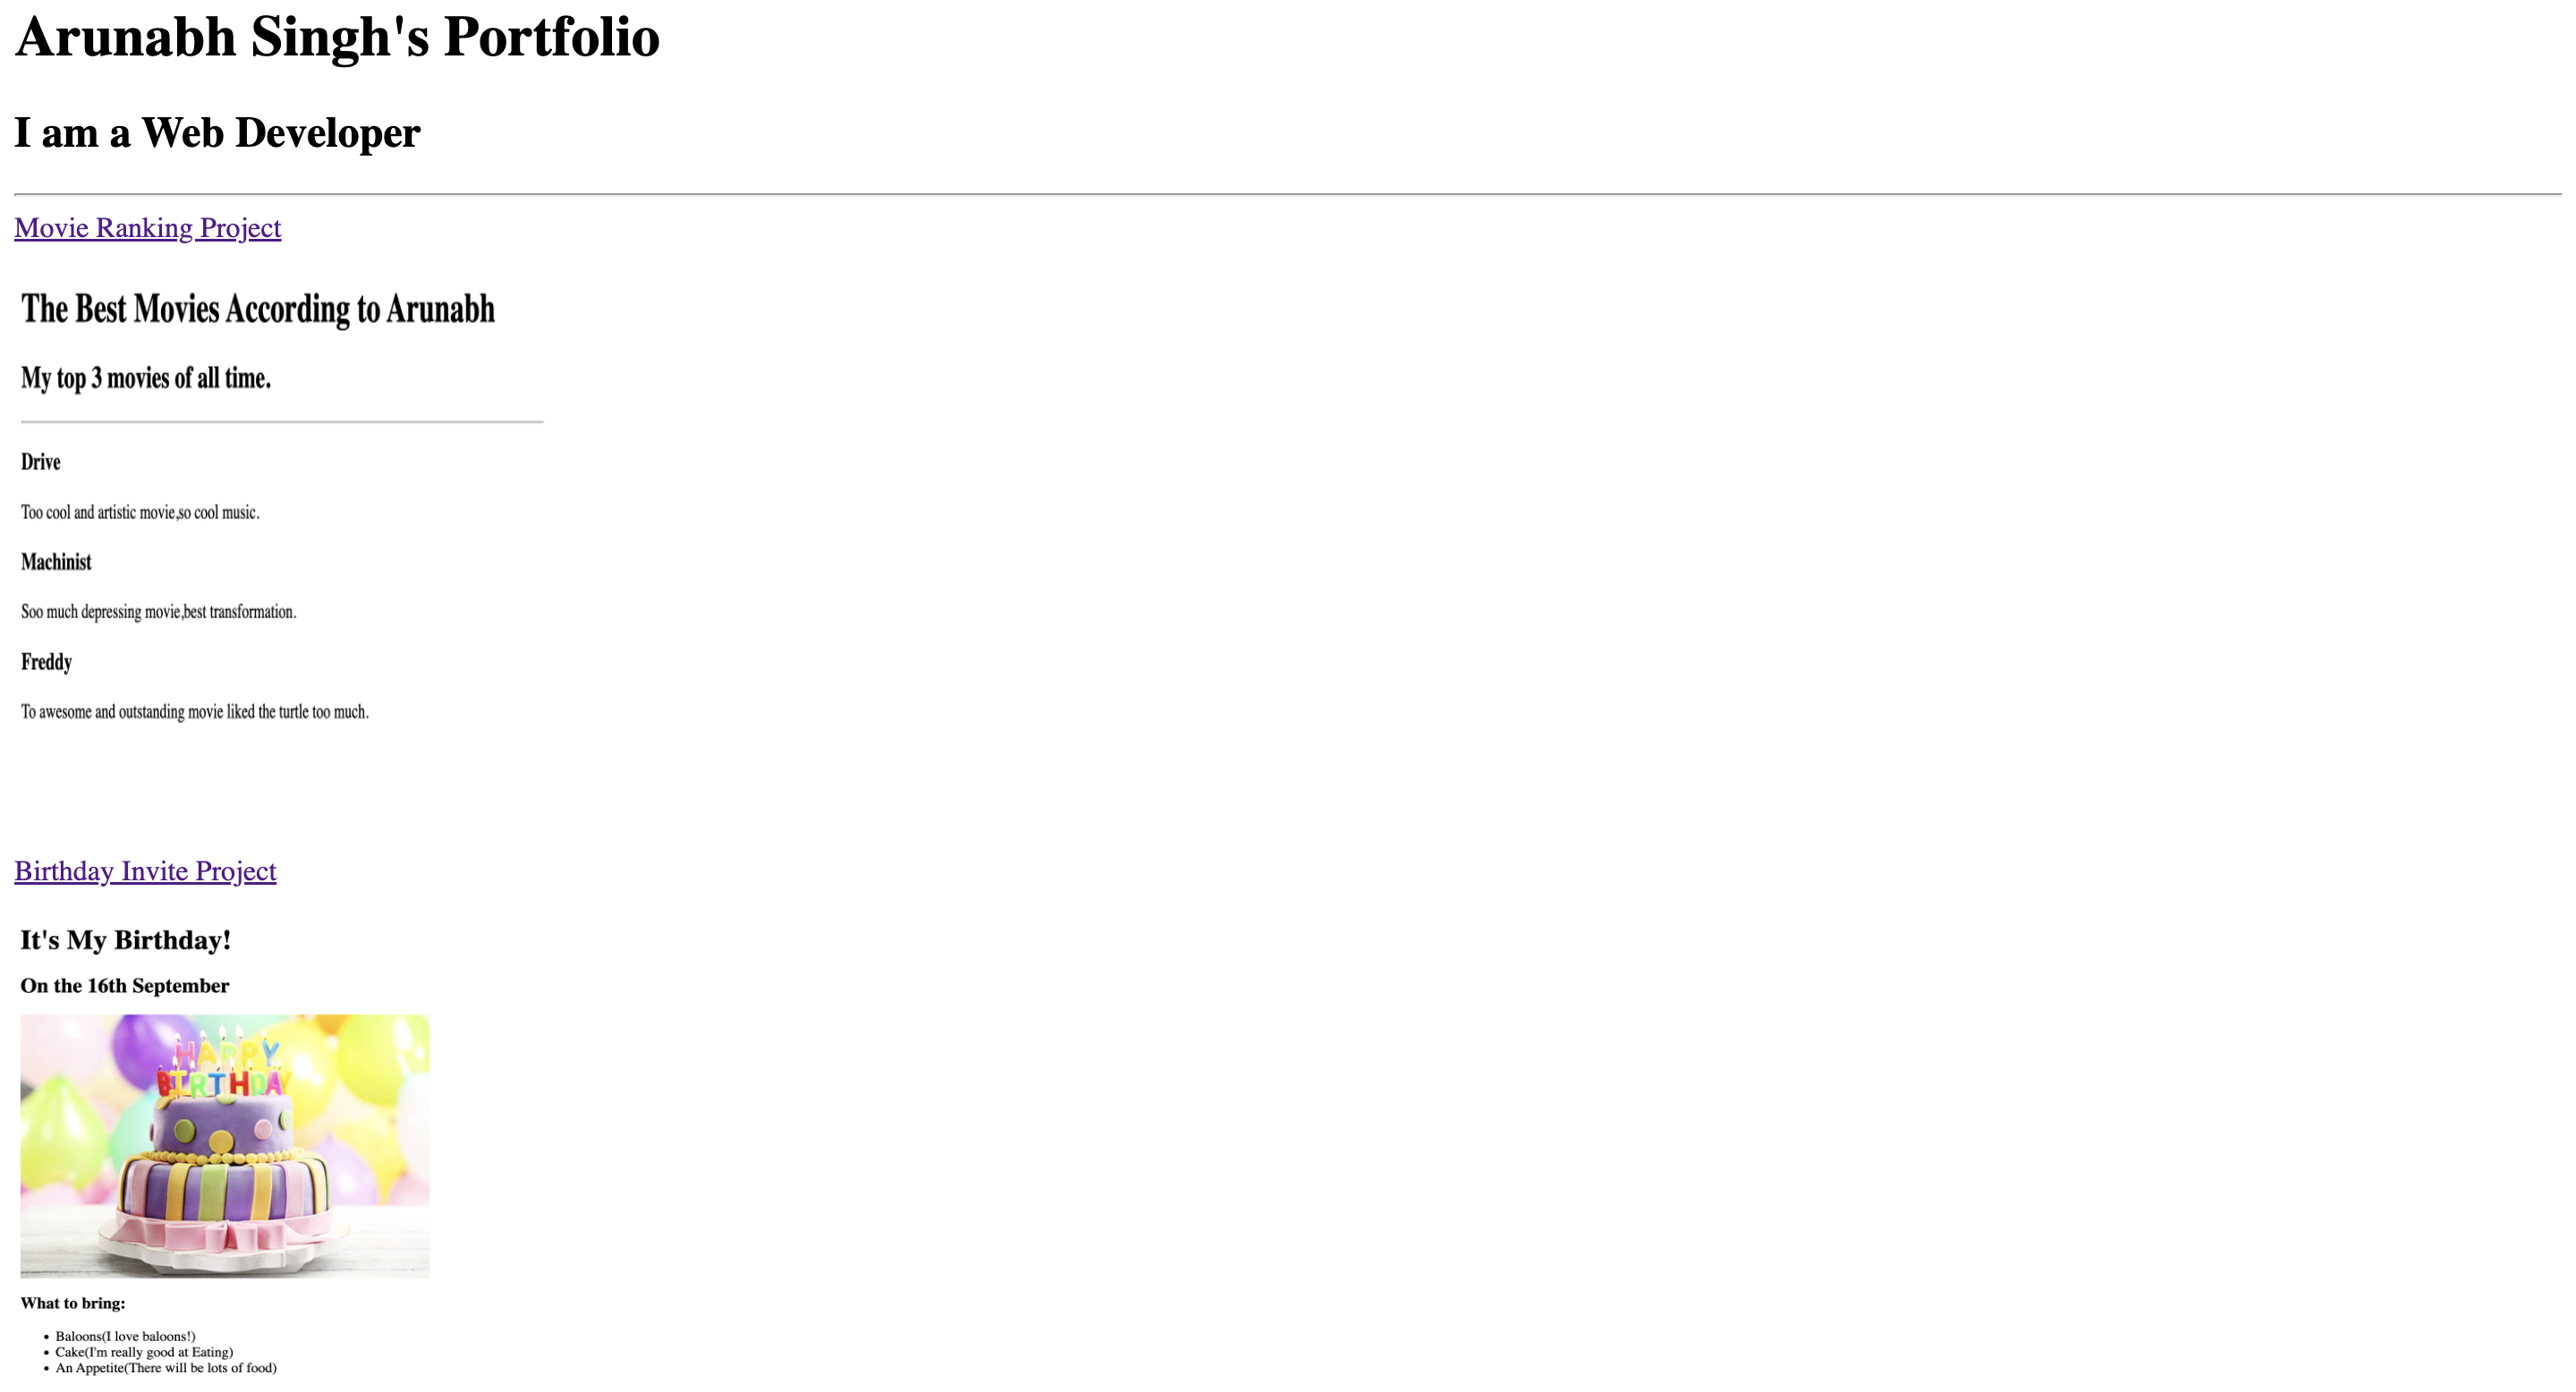 Arunabh Singh's Portfolio
I am a Web Developer
Movie Ranking Project
The Best Movies According to Arunabh
My top 3 movies of all time.
Drive
Too cool and artistic movie,so cool music.
Machinist
Soo much depressing movie,best transformation.
Freddy
To awesome and outstanding movie liked the turtle too much.
Birthday Invite Project
It's My Birthday!
On the 16th September
HAPPY
BIRTHDAY
What to bring:
Baloons(I love baloons!)
Cake(I'm really good at Eating)
An Appetite(There will be lots of food)